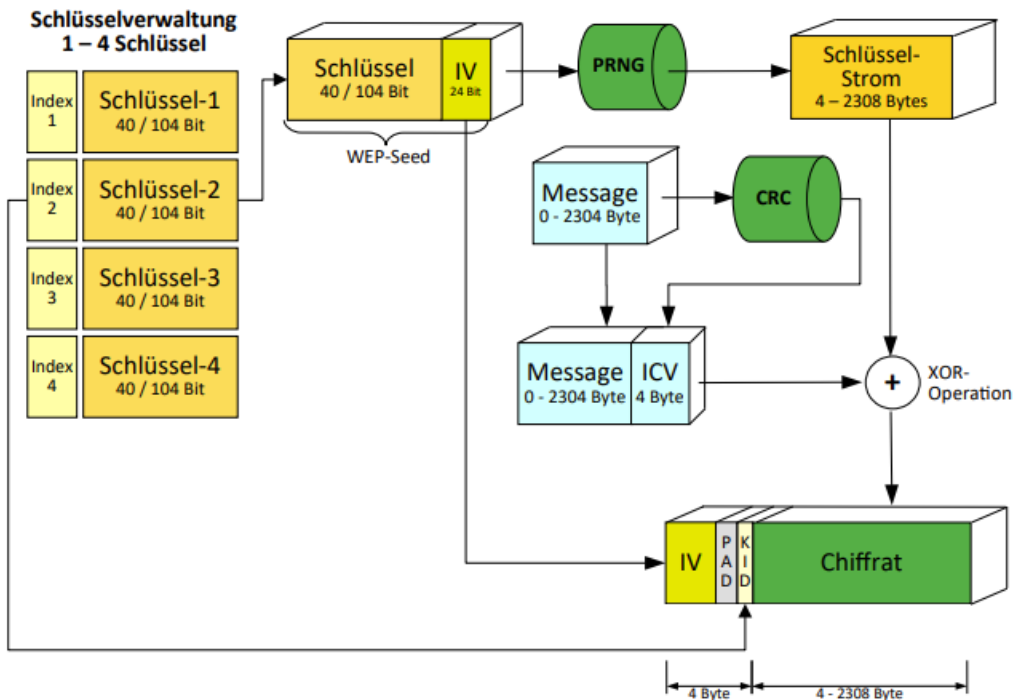 Schlüsselverwaltung
1 – 4 Schlüssel
Index
1
Schlüssel-1
40 / 104 Bit
Index
2
Schlüssel-2
40 / 104 Bit
Index
3
Schlüssel-3
40 / 104 Bit
Index
4
Schlüssel-4
40 / 104 Bit
Schlüssel
40 / 104 Bit
IV
24 Bit
WEP-Seed
PRNG
Schlüssel-
Strom
4 – 2308 Bytes
Message
0 - 2304 Byte
CRC
Message
0 - 2304 Byte
ICV
4 Byte
+
XOR-
Operation
IV
P
A
D
K
I
D
Chiffrat
4 Byte
4 - 2308 Byte